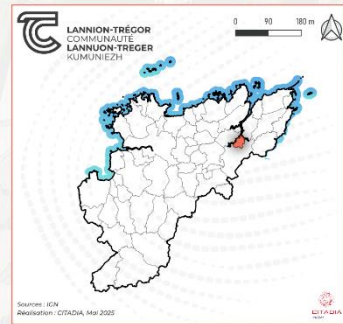 LANNION-TRÉGOR
COMMUNAUTÉ
LANNUON-TREGER
KUMUNIEZH
0 90 180 m
Sources : IGN
Réalisation : CITADIA, Mai 2025
CITADIA